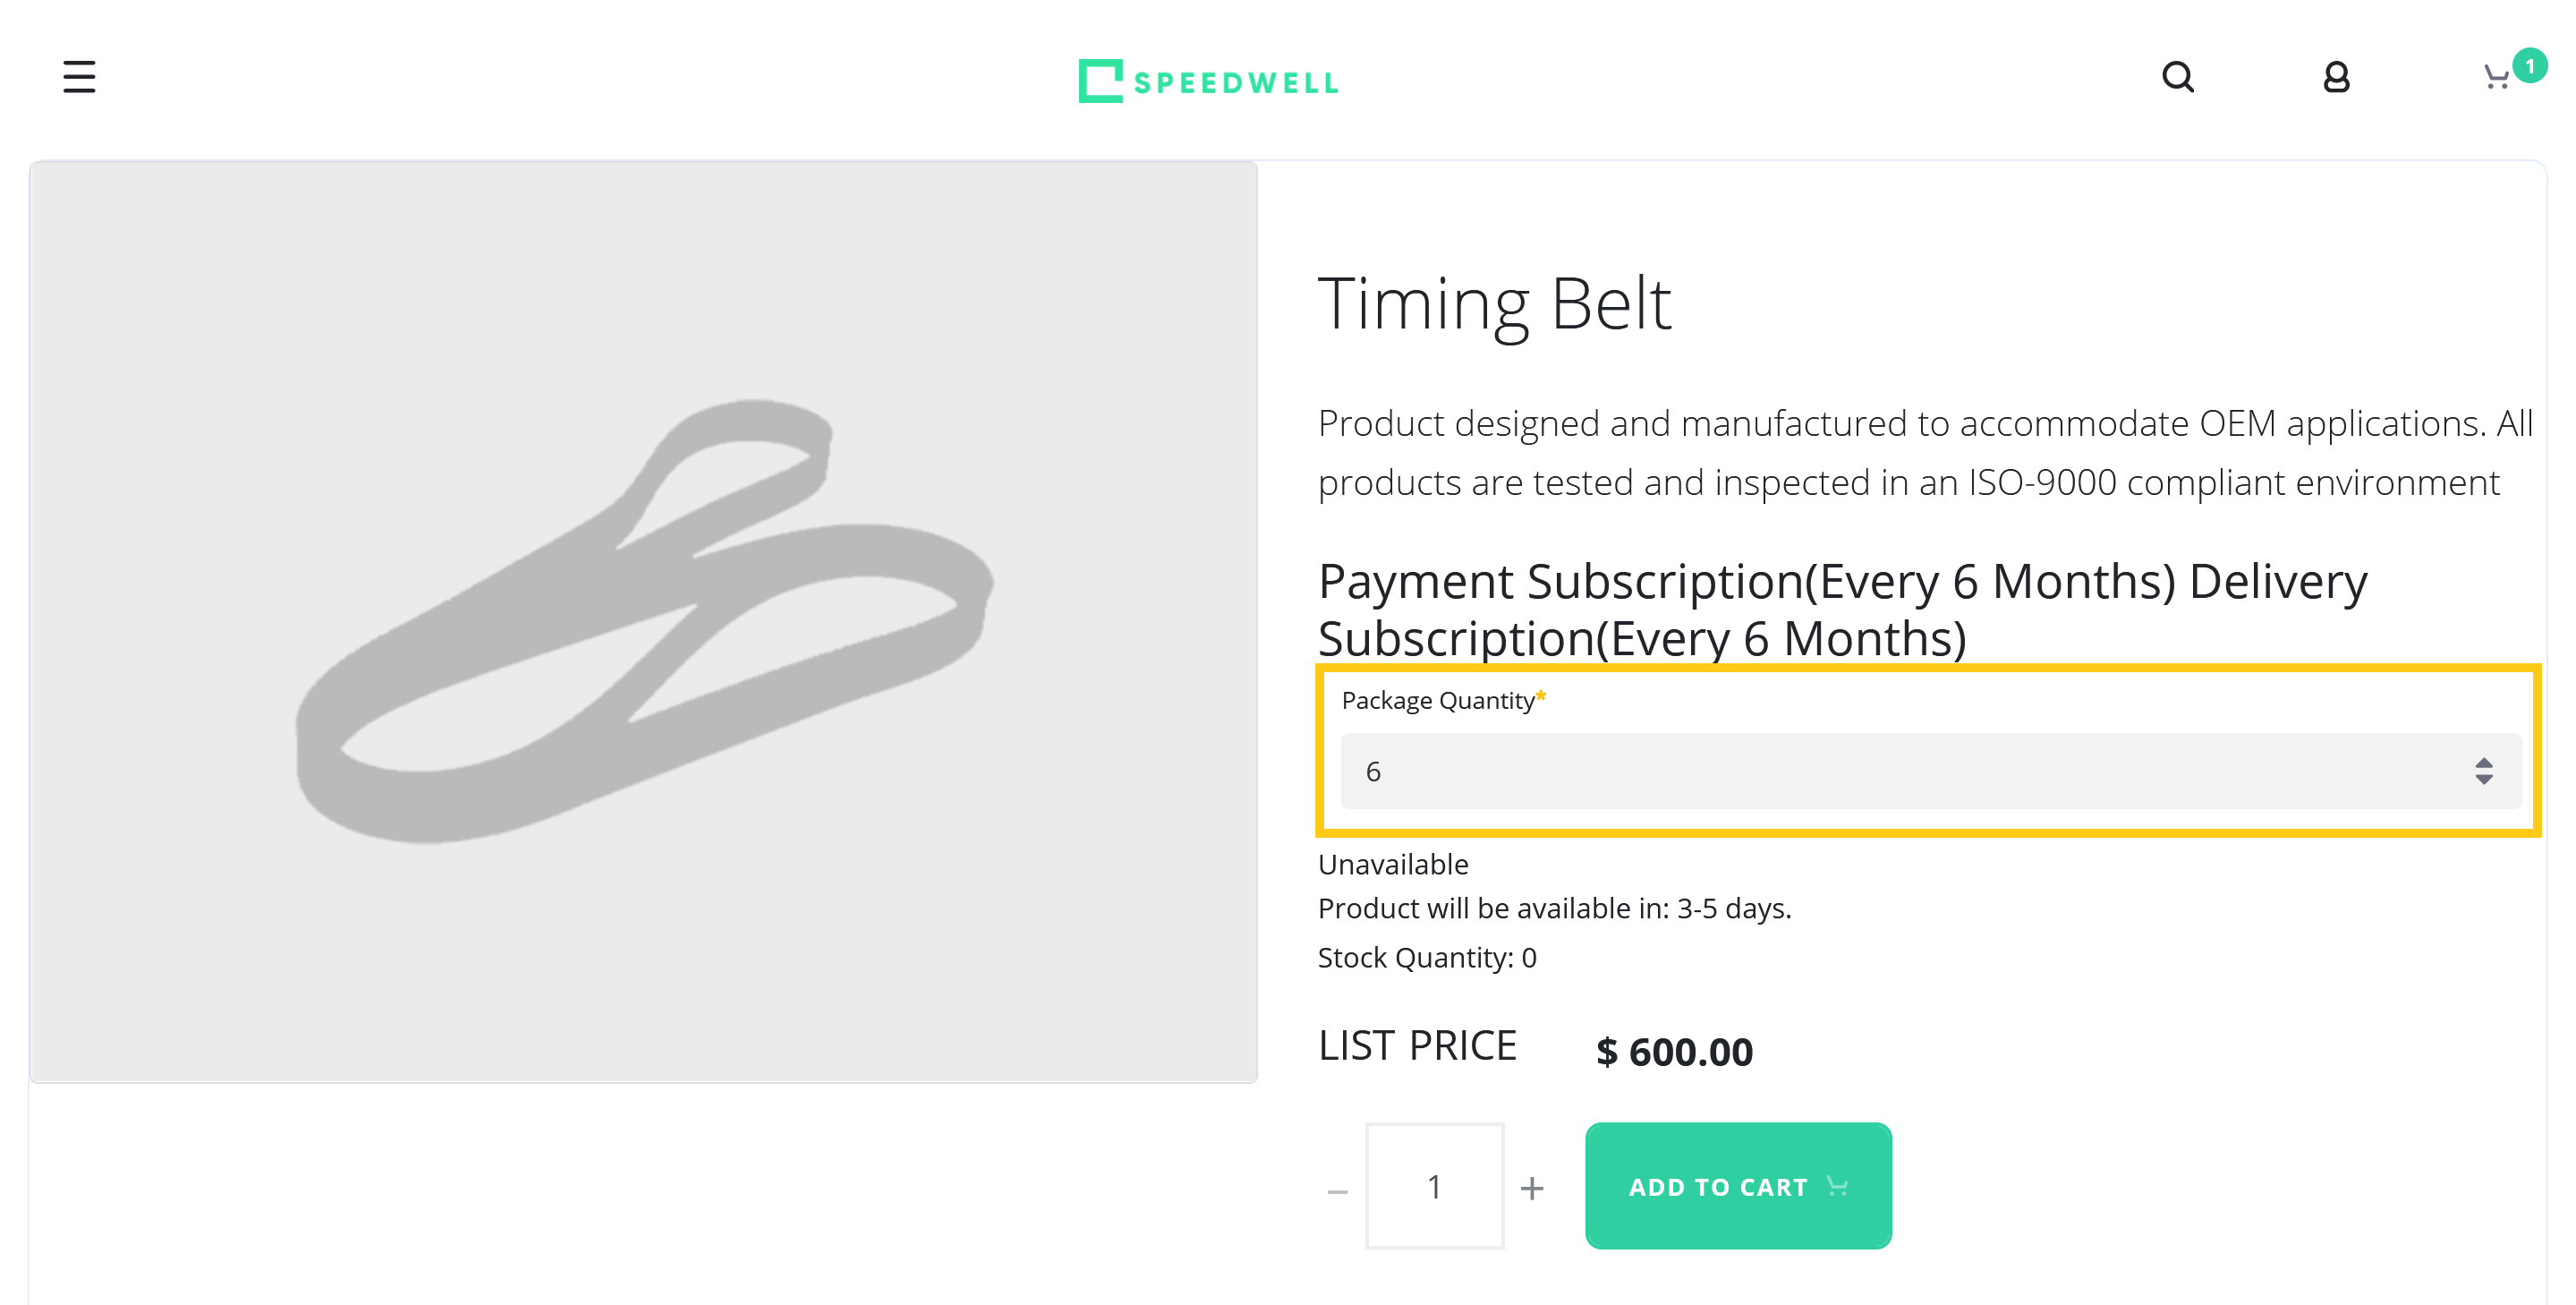 SPEEDWELL
1
Timing Belt
Product designed and manufactured to accommodate OEM applications. All
products are tested and inspected in an ISO-9000 compliant environment
Payment Subscription(Every 6 Months) Delivery
Subscription(Every 6 Months)
Package Quantity*
6
Unavailable
Product will be available in: 3-5 days.
Stock Quantity: 0
LIST PRICE $ 600.00
− 1 + ADD TO CART